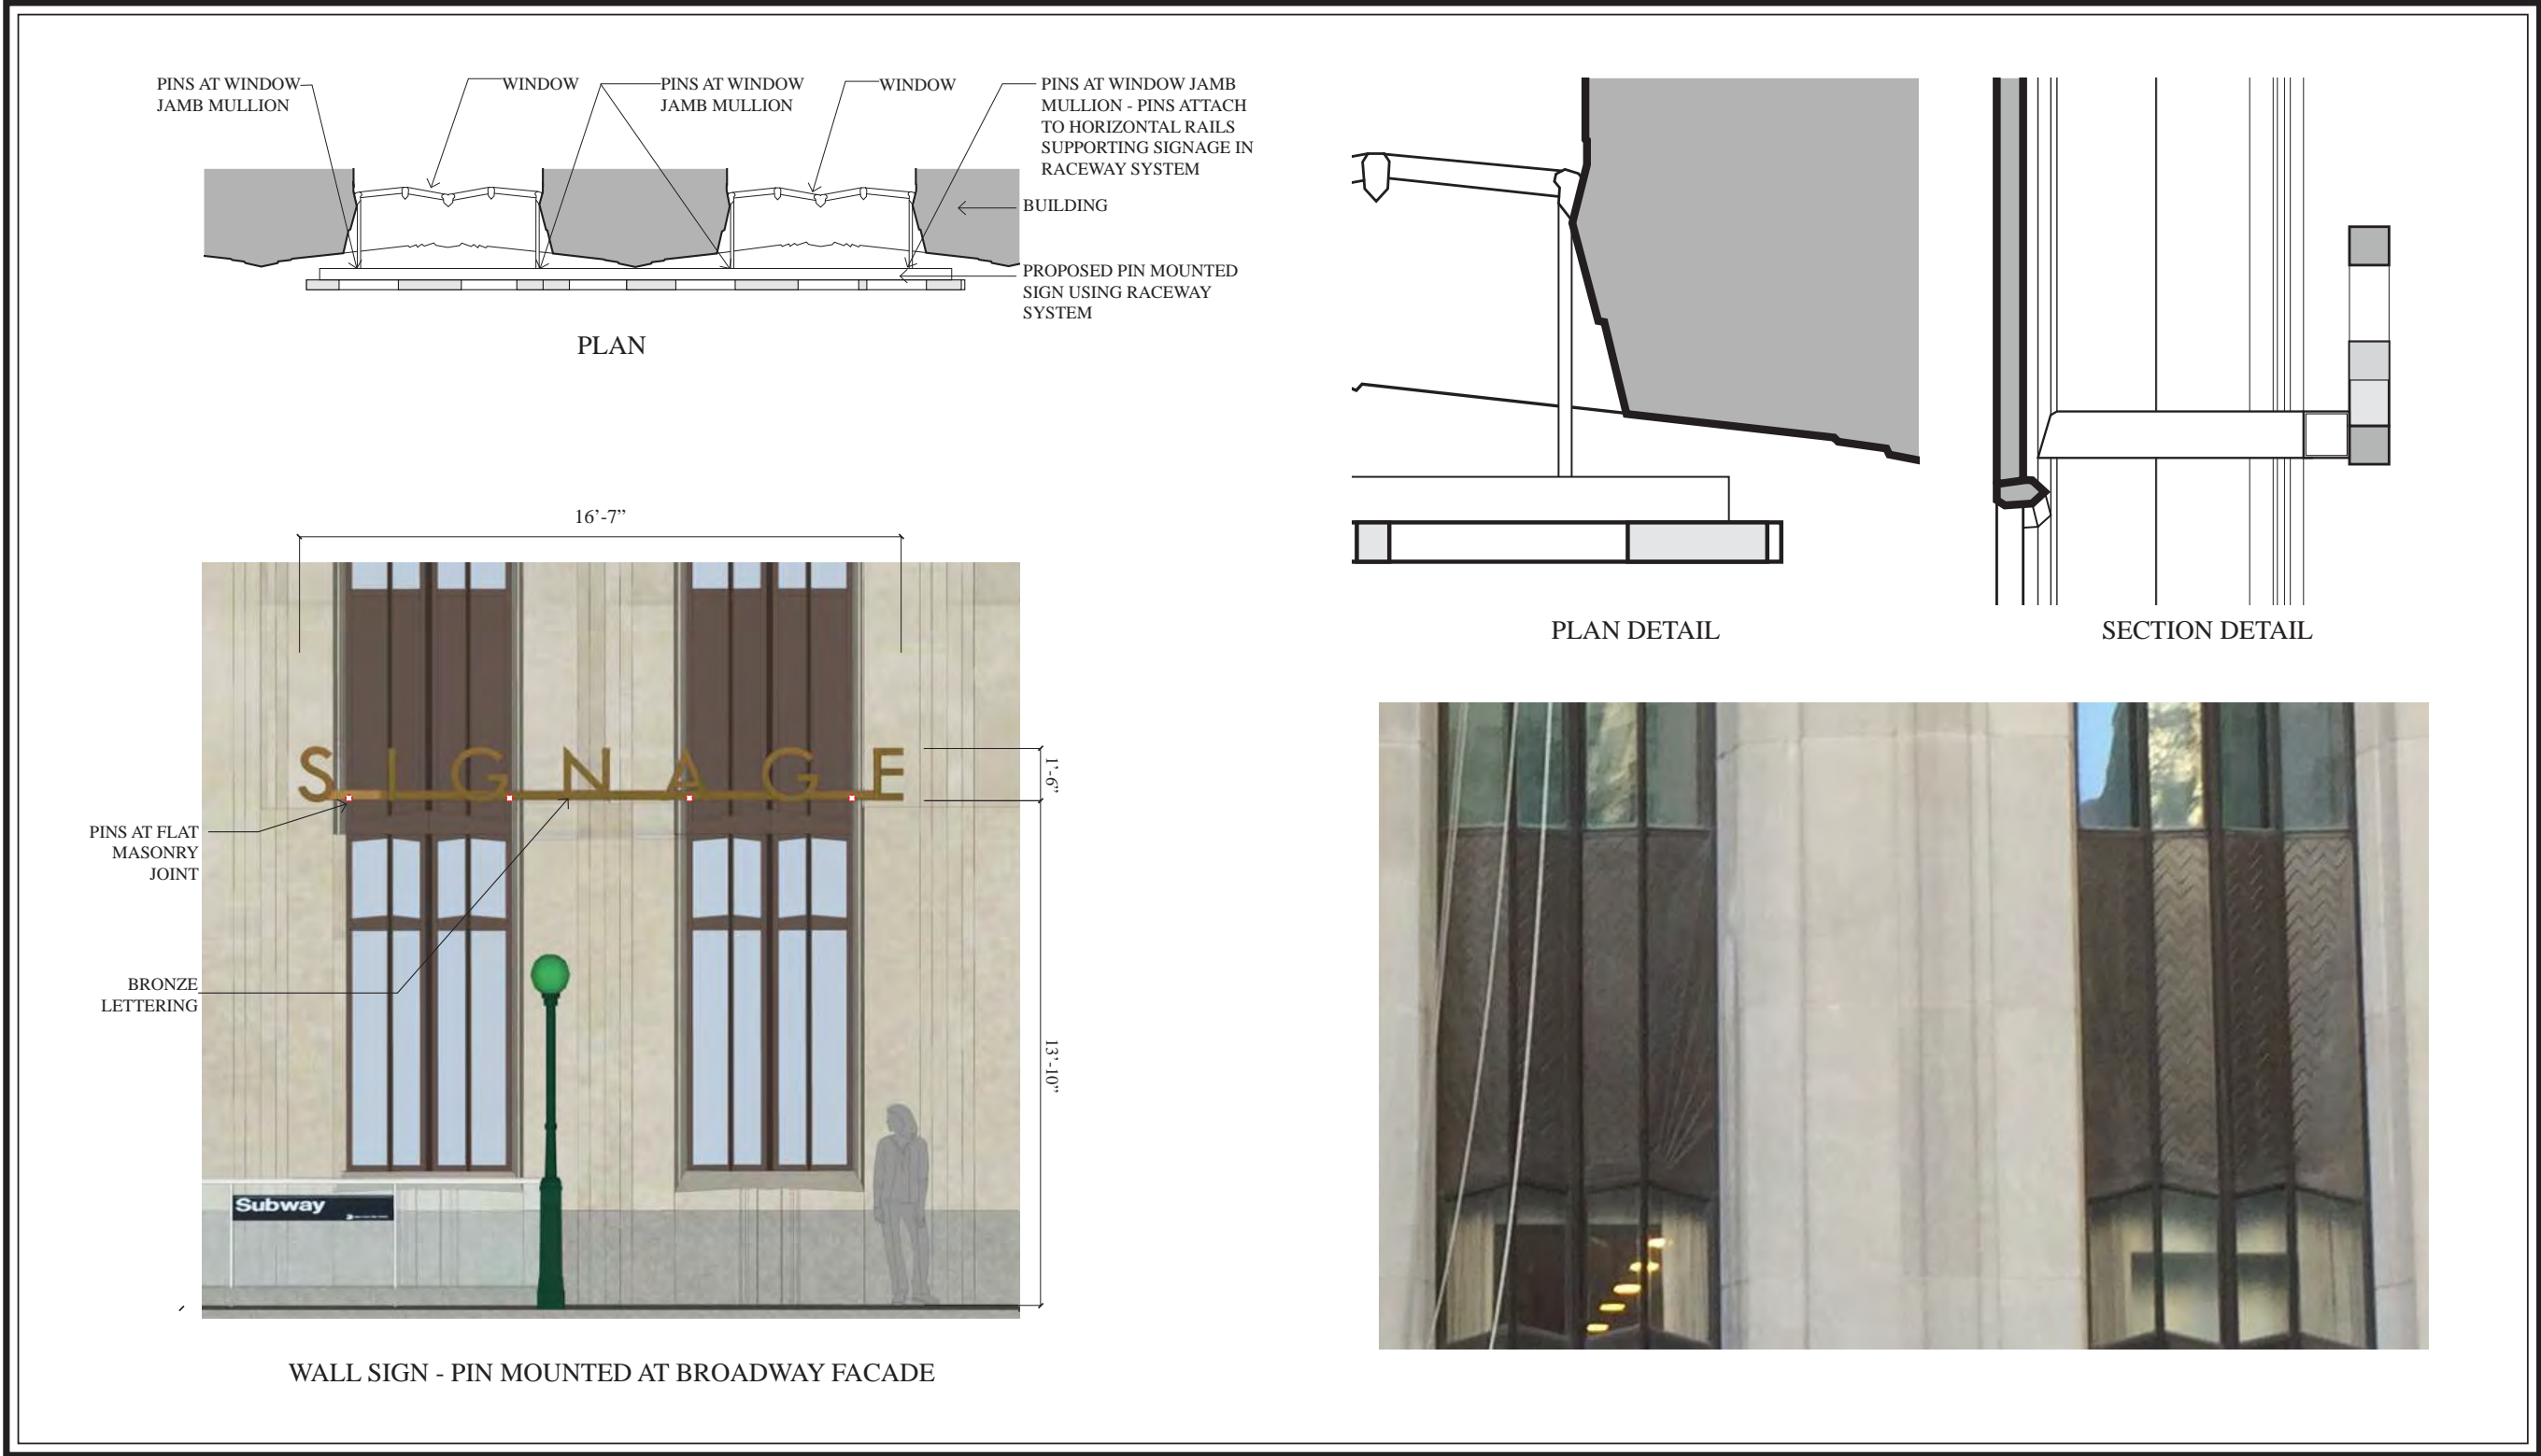 PINS AT WINDOW
JAMB MULLION
WINDOW
PINS AT WINDOW
JAMB MULLION
WINDOW
PINS AT WINDOW JAMB
MULLION - PINS ATTACH
TO HORIZONTAL RAILS
SUPPORTING SIGNAGE IN
RACEWAY SYSTEM
BUILDING
PROPOSED PIN MOUNTED
SIGN USING RACEWAY
SYSTEM
PLAN
PLAN DETAIL
SECTION DETAIL
16’-7”
SIGNAGE
1’-6”
PINS AT FLAT
MASONRY
JOINT
BRONZE
LETTERING
13’-10”
Subway
WALL SIGN - PIN MOUNTED AT BROADWAY FACADE